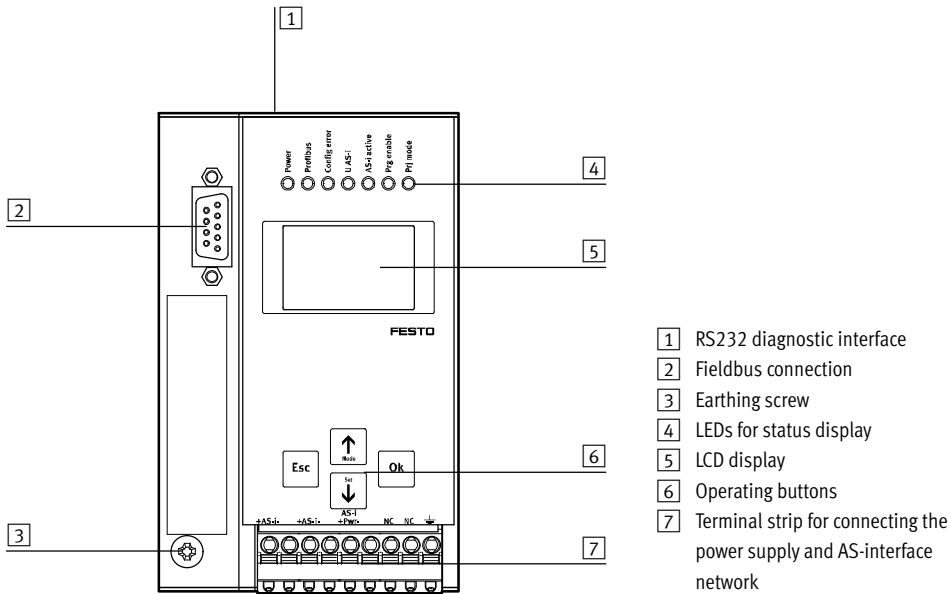 1
Power
Profibus
Config error
U AS-i
AS-i active
Prg enable
Prj mode
4
2
5
FESTO
1 RS232 diagnostic interface
2 Fieldbus connection
3 Earthing screw
4 LEDs for status display
5 LCD display
6 Operating buttons
7 Terminal strip for connecting the
power supply and AS-interface
network
Mode
Esc
Ok
6
Set
AS-i
+AS-i- +AS-i- +Pwr- NC NC
3
7